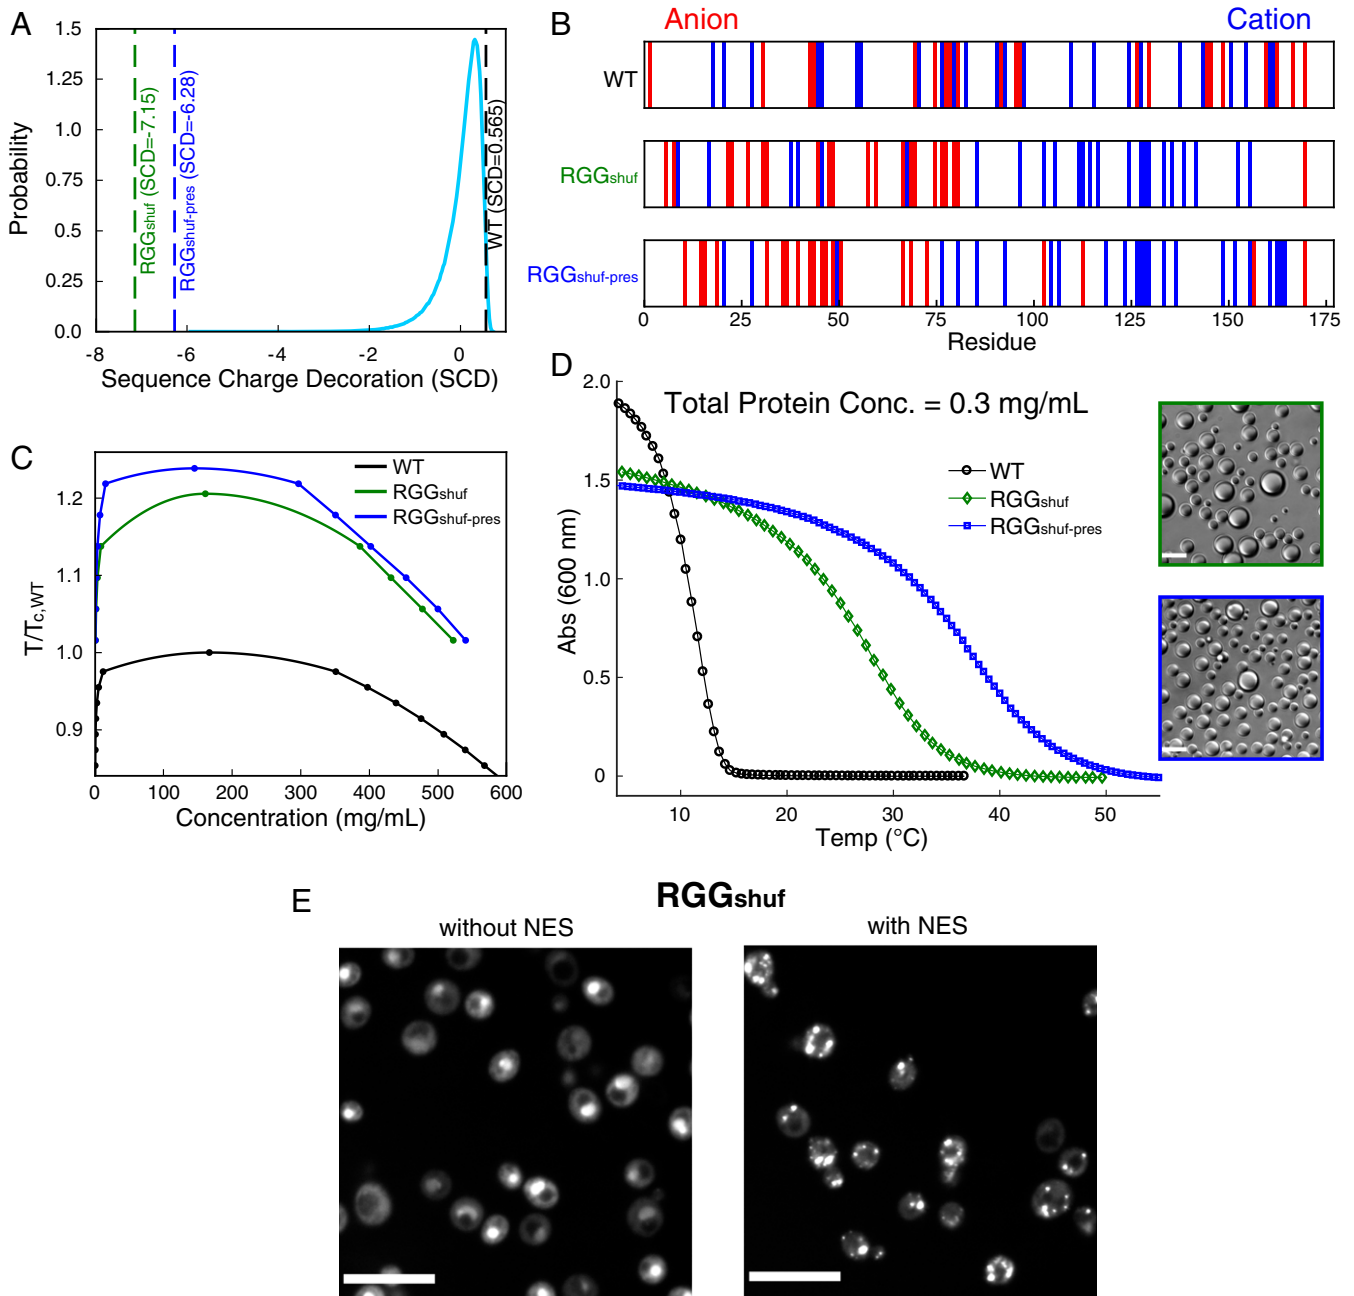 A
1.5
1.25
1.0
0.75
0.5
0.25
0.0
Probability
RGGshuf (SCD=-7.15)
RGGshuf-pres (SCD=-6.28)
WT (SCD=0.565)
-8
-6
-4
-2
0
Sequence Charge Decoration (SCD)
B
Anion
Cation
WT
RGGshuf
RGGshuf-pres
0
25
50
75
100
125
150
175
Residue
C
1.2
1.1
1.0
0.9
T/Tc,WT
WT
RGGshuf
RGGshuf-pres
0
100
200
300
400
500
600
Concentration (mg/mL)
D
2.0
1.5
1.0
0.5
0
Abs (600 nm)
Total Protein Conc. = 0.3 mg/mL
WT
RGGshuf
RGGshuf-pres
10
20
30
40
50
Temp (°C)
E
RGGshuf
without NES
with NES